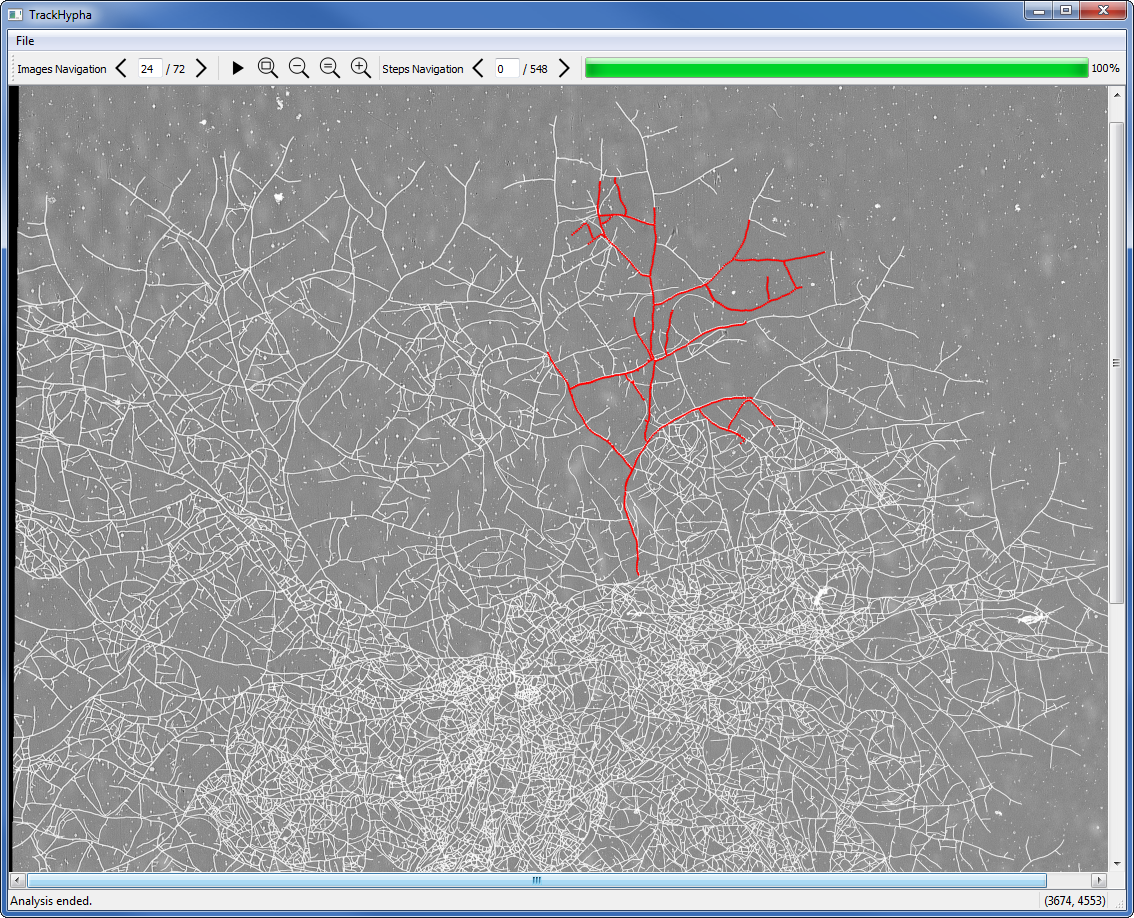 TrackHypha
File
Images Navigation 24 / 72 Steps Navigation 0 / 548 100%
Analysis ended. (3674, 4553)